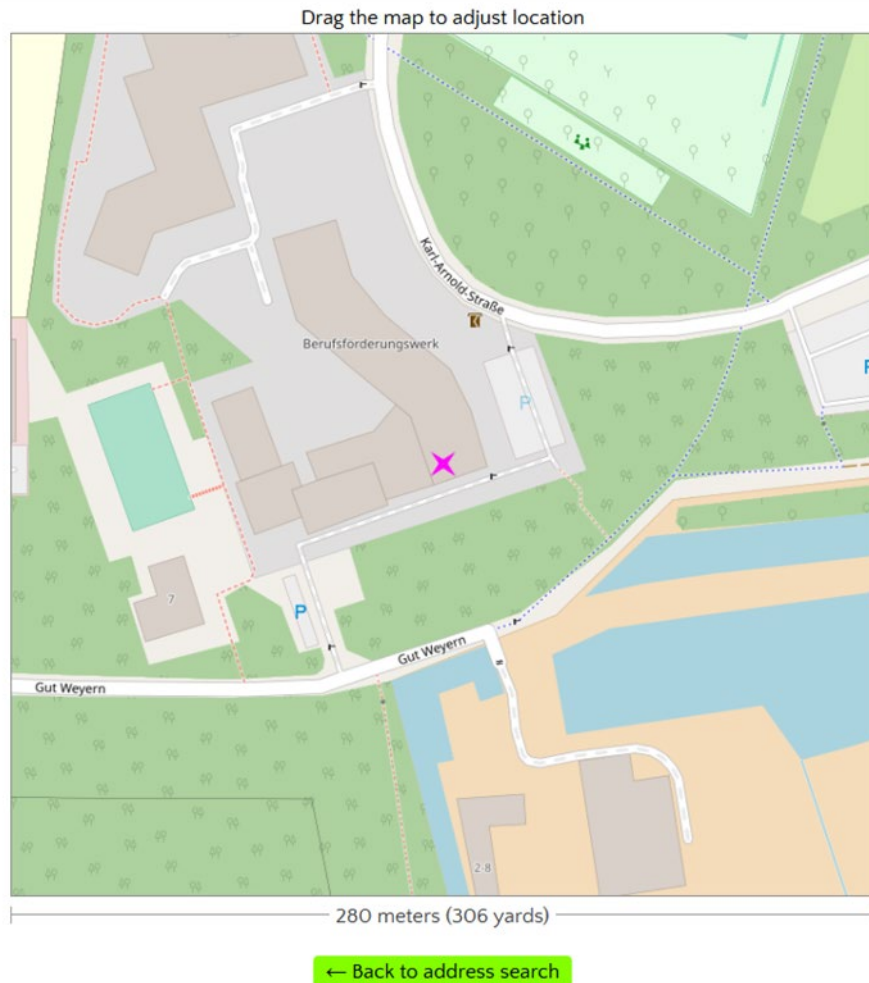 Drag the map to adjust location
Karl-Arnold-Straße
Berufsförderungswerk
P
P
P
7
Gut Weyern
Gut Weyern
2-8
280 meters (306 yards)
← Back to address search